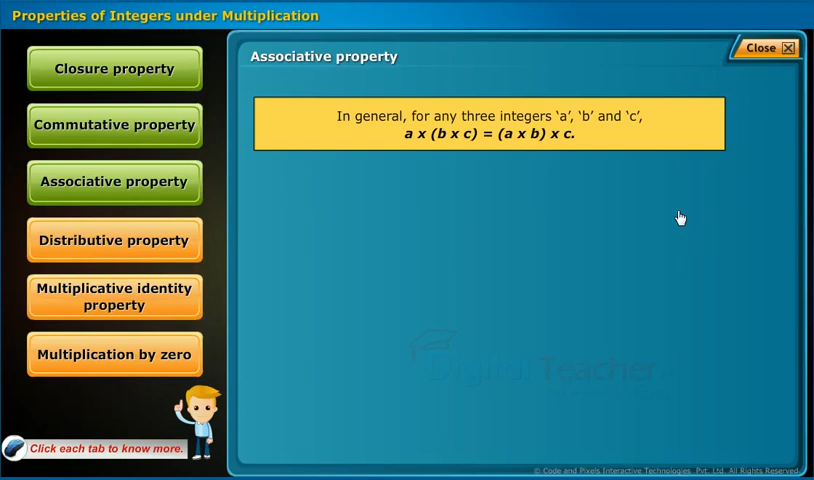 Properties of Integers under Multiplication
Closure property
Commutative property
Associative property
Distributive property
Multiplicative identity
property
Multiplication by zero
Click each tab to know more.
Associative property
Close
In general, for any three integers ‘a’, ‘b’ and ‘c’,
a x (b x c) = (a x b) x c.
Digital Teacher
© Code and Pixels Interactive Technologies. Pvt. Ltd. All Rights Reserved.